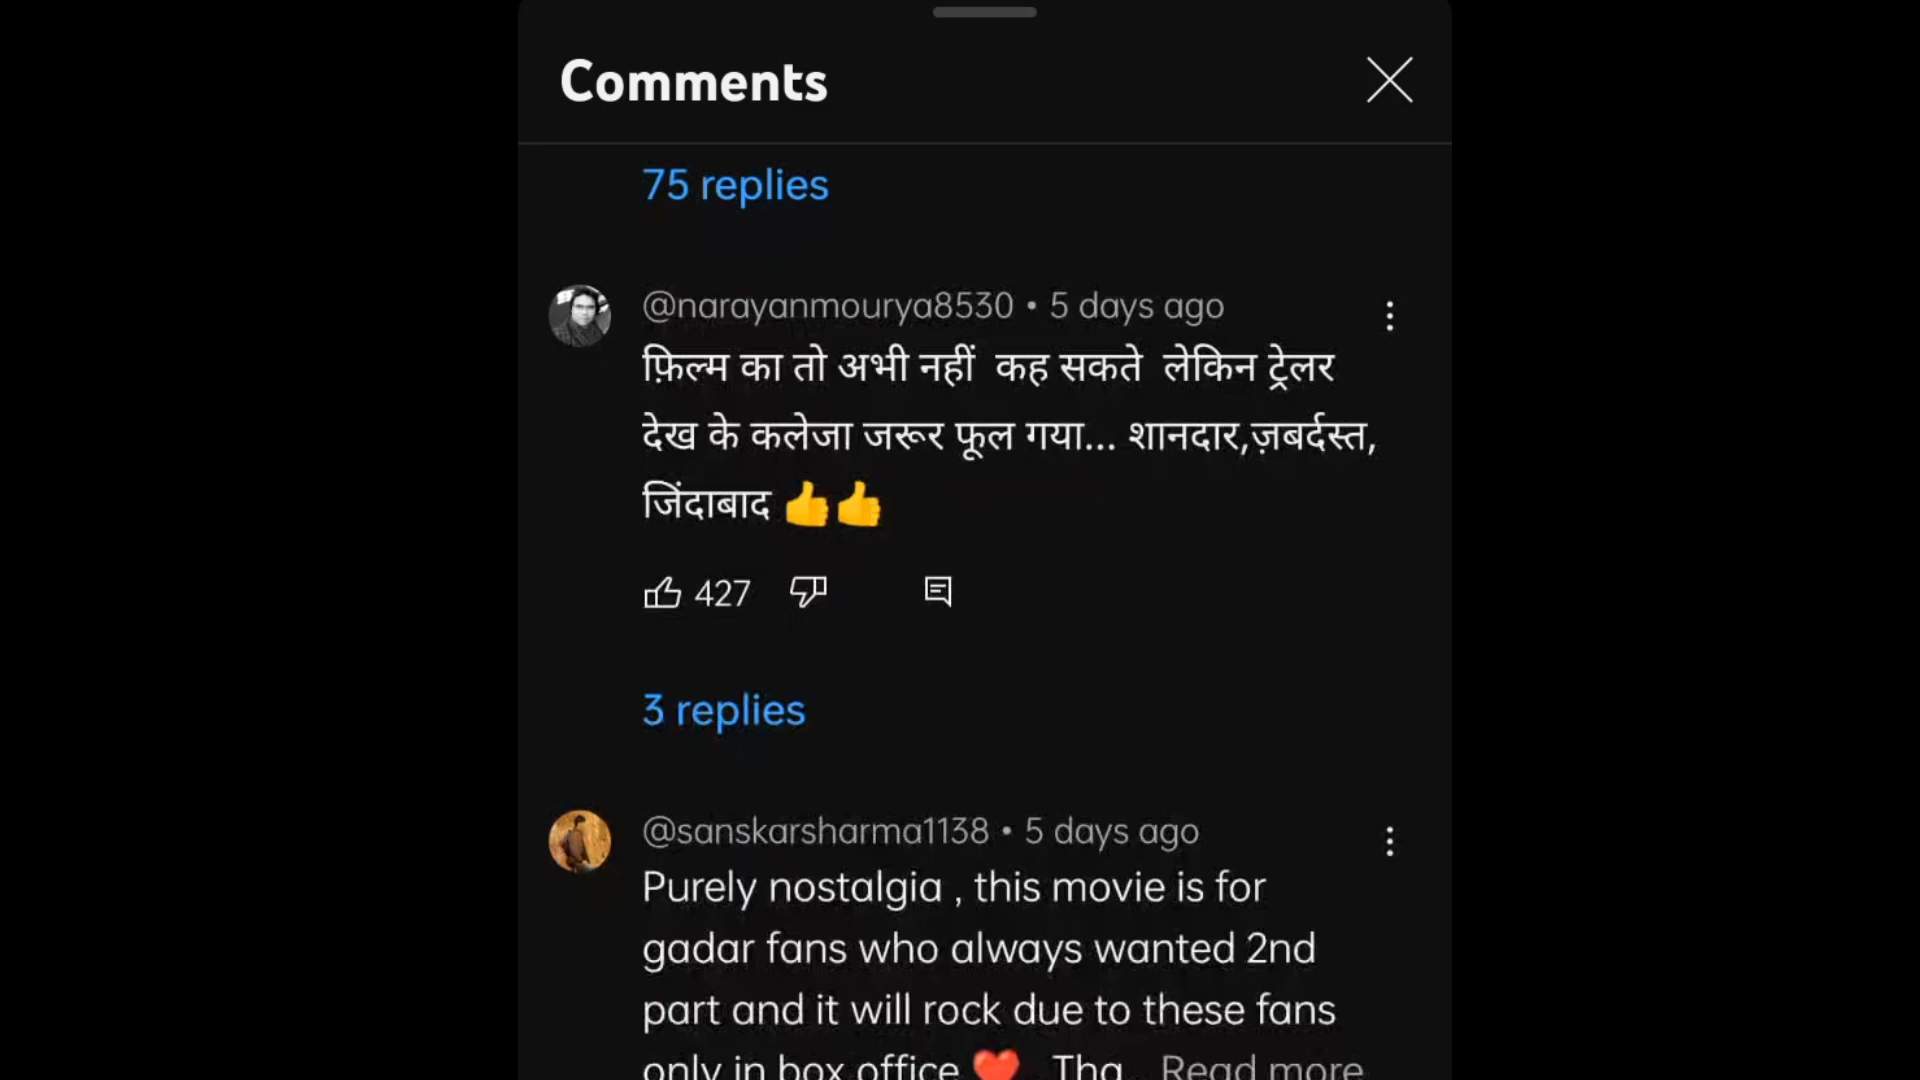 Comments
75 replies
@narayanmourya8530 • 5 days ago
फ़िल्म का तो अभी नहीं कह सकते लेकिन ट्रेलर
देख के कलेजा जरूर फूल गया... शानदार,ज़बर्दस्त,
जिंदाबाद 👍👍
427
3 replies
@sanskarsharma1138 • 5 days ago
Purely nostalgia , this movie is for
gadar fans who always wanted 2nd
part and it will rock due to these fans
only in box office ❤️ Tha... Read more